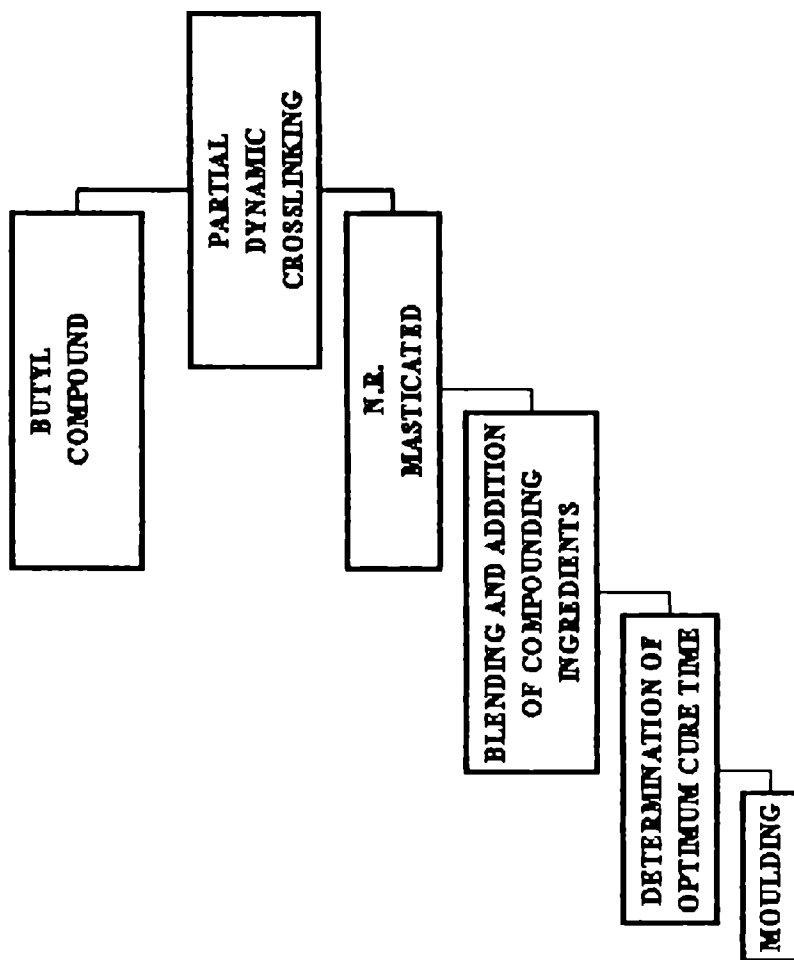 BUTYL
COMPOUND
PARTIAL
DYNAMIC
CROSSLINKING
N.R.
MASTICATED
BLENDING AND ADDITION
OF COMPOUNDING
INGREDIENTS
DETERMINATION OF
OPTIMUM CURE TIME
MOULDING